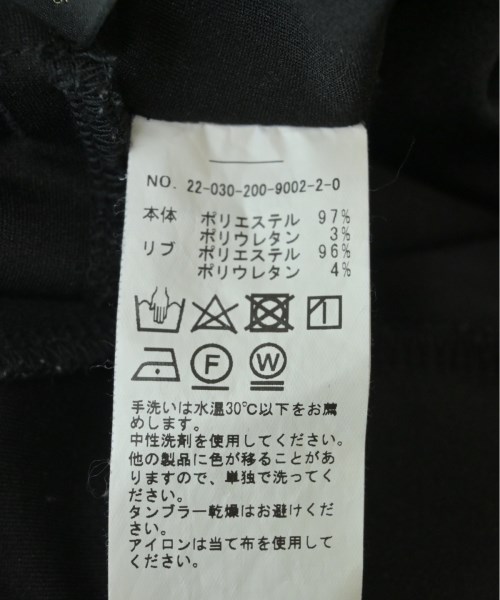 NO. 22-030-200-9002-2-0
本体 ポリエステル 97%
ポリウレタン 3%
リブ ポリエステル 96%
ポリウレタン 4%
F W
手洗いは水温30℃以下をお薦
めします。
中性洗剤を使用してください。
他の製品に色が移ることがあ
りますので、単独で洗ってく
ださい。
タンブラー乾燥はお避けくだ
さい。
アイロンは当て布を使用して
ください。